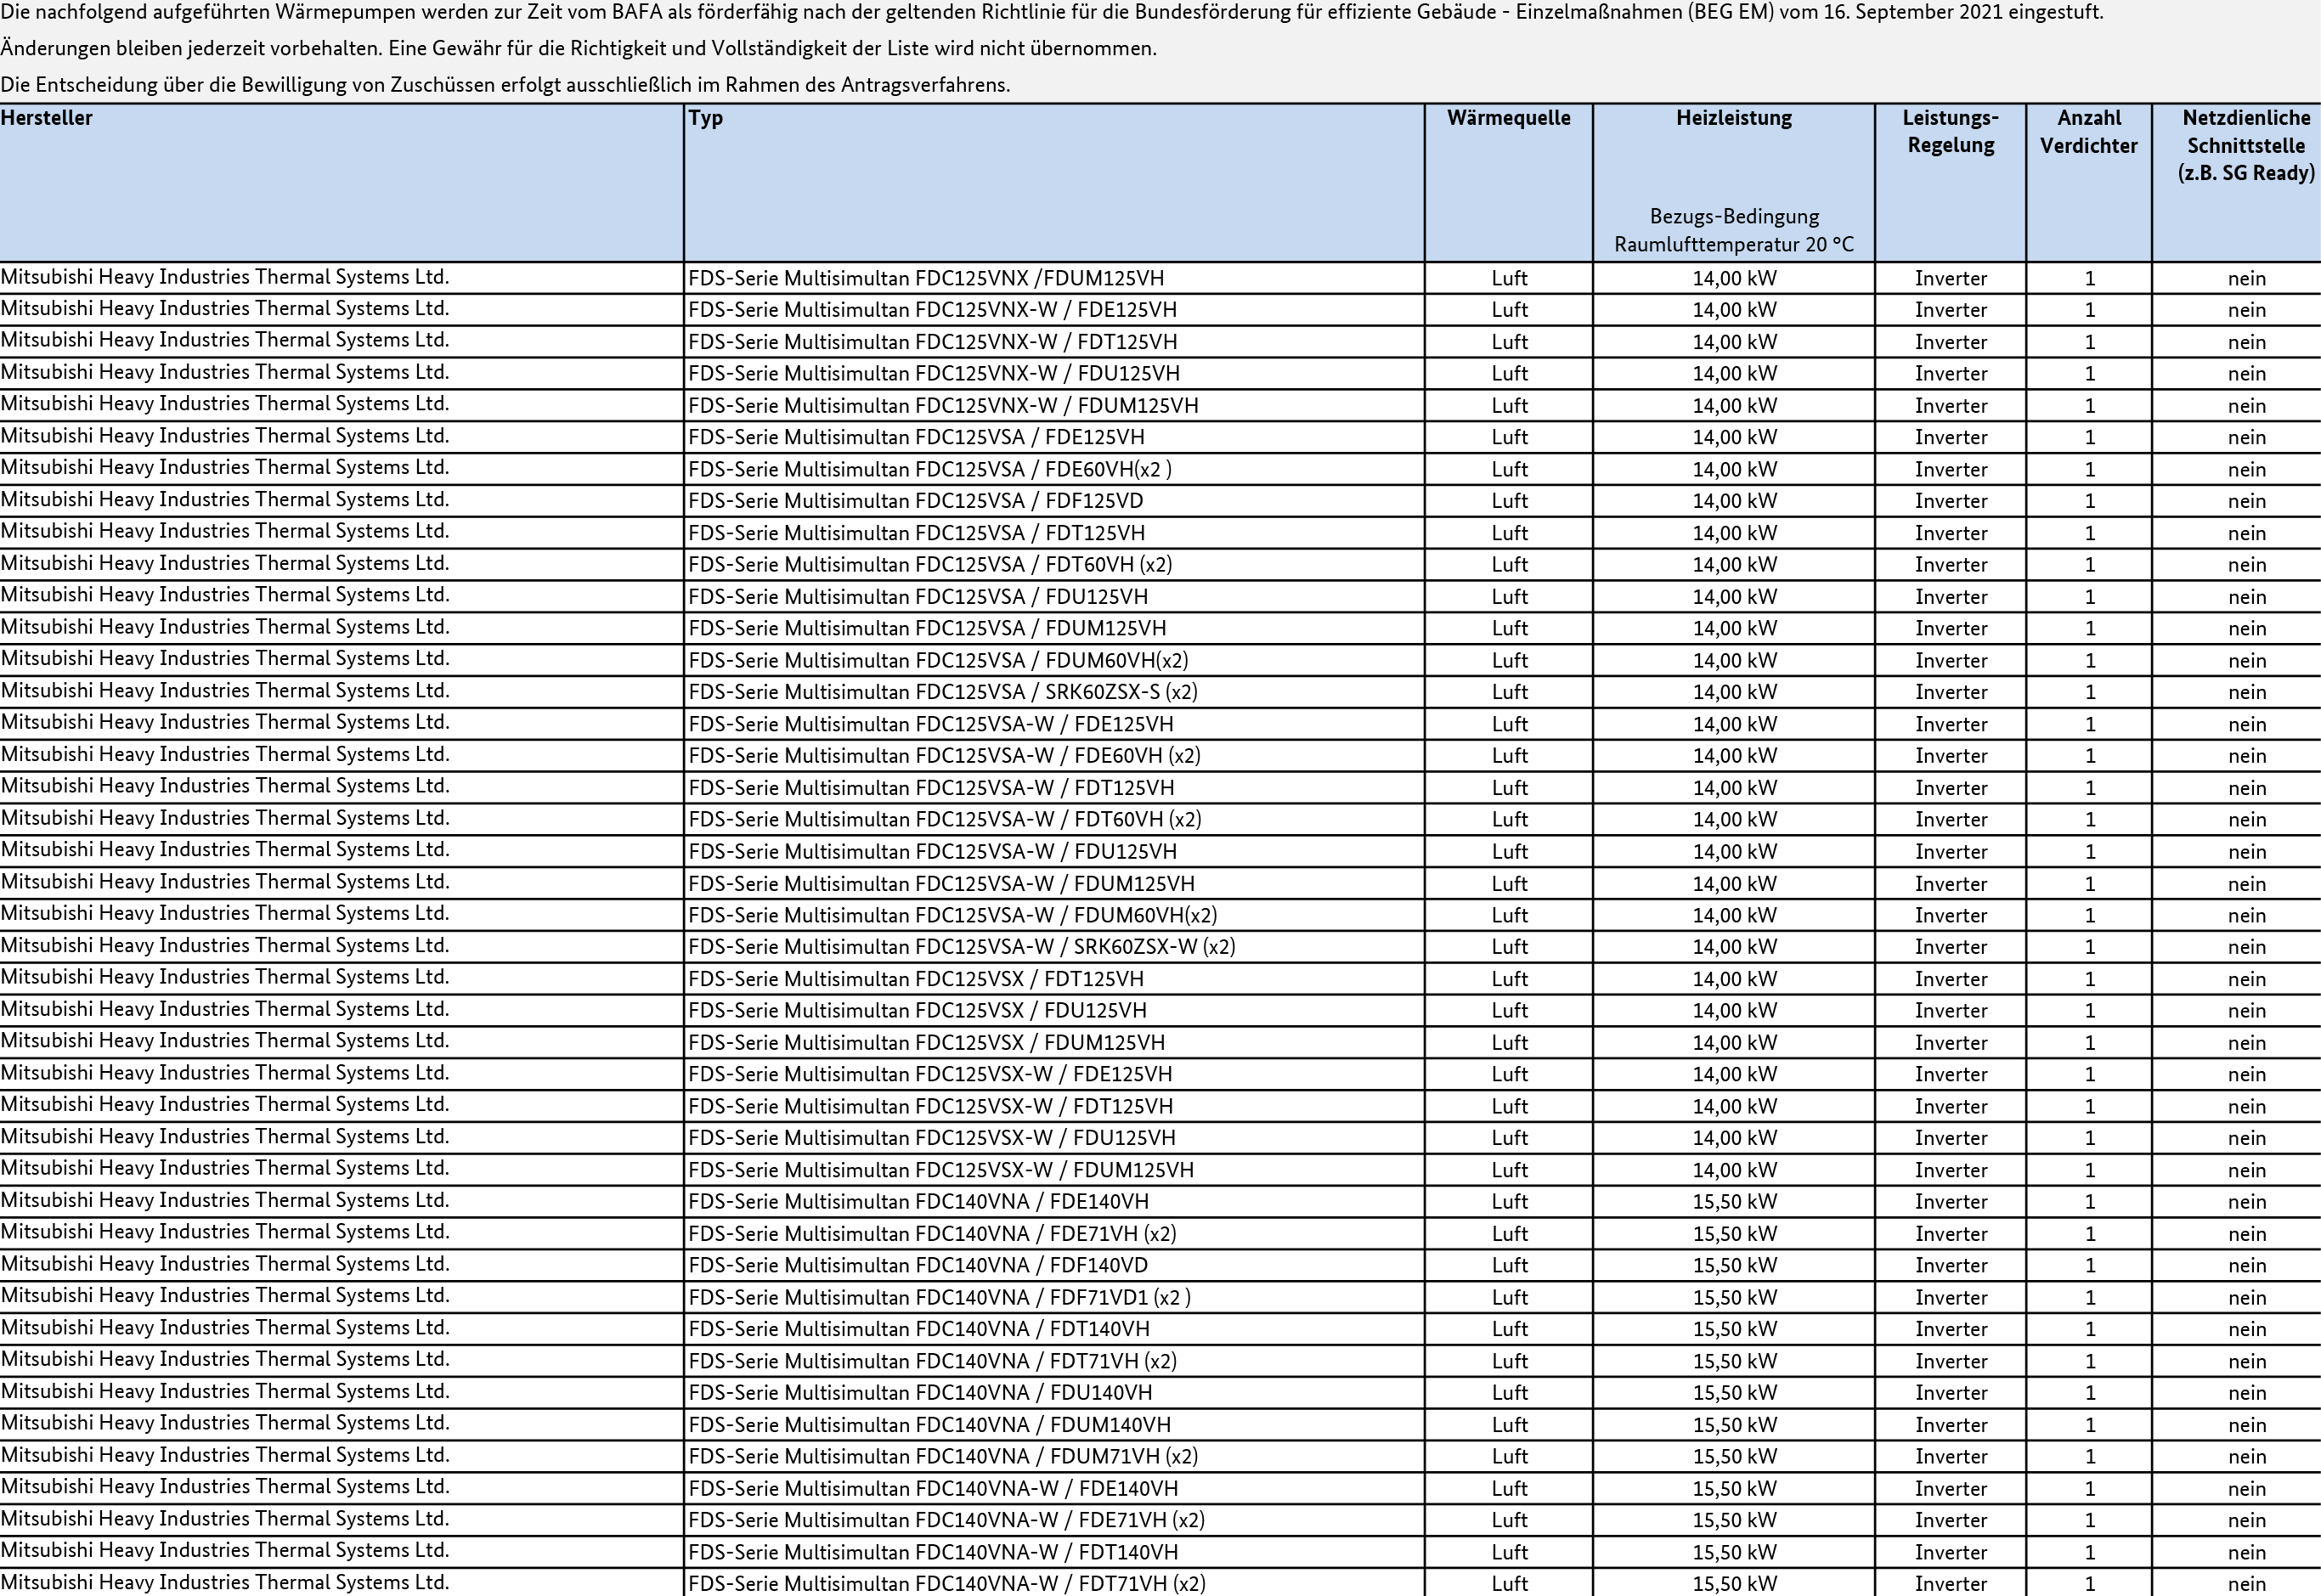 Die nachfolgend aufgeführten Wärmepumpen werden zur Zeit vom BAFA als förderfähig nach der geltenden Richtlinie für die Bundesförderung für effiziente Gebäude - Einzelmaßnahmen (BEG EM) vom 16. September 2021 eingestuft.
Änderungen bleiben jederzeit vorbehalten. Eine Gewähr für die Richtigkeit und Vollständigkeit der Liste wird nicht übernommen.
Die Entscheidung über die Bewilligung von Zuschüssen erfolgt ausschließlich im Rahmen des Antragsverfahrens.
Hersteller Typ Wärmequelle Heizleistung Leistungs- Anzahl Netzdienliche
Regelung Verdichter Schnittstelle
(z.B. SG Ready)
Bezugs-Bedingung
Raumlufttemperatur 20 °C
Mitsubishi Heavy Industries Thermal Systems Ltd. FDS-Serie Multisimultan FDC125VNX /FDUM125VH Luft 14,00 kW Inverter 1 nein
Mitsubishi Heavy Industries Thermal Systems Ltd. FDS-Serie Multisimultan FDC125VNX-W / FDE125VH Luft 14,00 kW Inverter 1 nein
Mitsubishi Heavy Industries Thermal Systems Ltd. FDS-Serie Multisimultan FDC125VNX-W / FDT125VH Luft 14,00 kW Inverter 1 nein
Mitsubishi Heavy Industries Thermal Systems Ltd. FDS-Serie Multisimultan FDC125VNX-W / FDU125VH Luft 14,00 kW Inverter 1 nein
Mitsubishi Heavy Industries Thermal Systems Ltd. FDS-Serie Multisimultan FDC125VNX-W / FDUM125VH Luft 14,00 kW Inverter 1 nein
Mitsubishi Heavy Industries Thermal Systems Ltd. FDS-Serie Multisimultan FDC125VSA / FDE125VH Luft 14,00 kW Inverter 1 nein
Mitsubishi Heavy Industries Thermal Systems Ltd. FDS-Serie Multisimultan FDC125VSA / FDE60VH(x2 ) Luft 14,00 kW Inverter 1 nein
Mitsubishi Heavy Industries Thermal Systems Ltd. FDS-Serie Multisimultan FDC125VSA / FDF125VD Luft 14,00 kW Inverter 1 nein
Mitsubishi Heavy Industries Thermal Systems Ltd. FDS-Serie Multisimultan FDC125VSA / FDT125VH Luft 14,00 kW Inverter 1 nein
Mitsubishi Heavy Industries Thermal Systems Ltd. FDS-Serie Multisimultan FDC125VSA / FDT60VH (x2) Luft 14,00 kW Inverter 1 nein
Mitsubishi Heavy Industries Thermal Systems Ltd. FDS-Serie Multisimultan FDC125VSA / FDU125VH Luft 14,00 kW Inverter 1 nein
Mitsubishi Heavy Industries Thermal Systems Ltd. FDS-Serie Multisimultan FDC125VSA / FDUM125VH Luft 14,00 kW Inverter 1 nein
Mitsubishi Heavy Industries Thermal Systems Ltd. FDS-Serie Multisimultan FDC125VSA / FDUM60VH(x2) Luft 14,00 kW Inverter 1 nein
Mitsubishi Heavy Industries Thermal Systems Ltd. FDS-Serie Multisimultan FDC125VSA / SRK60ZSX-S (x2) Luft 14,00 kW Inverter 1 nein
Mitsubishi Heavy Industries Thermal Systems Ltd. FDS-Serie Multisimultan FDC125VSA-W / FDE125VH Luft 14,00 kW Inverter 1 nein
Mitsubishi Heavy Industries Thermal Systems Ltd. FDS-Serie Multisimultan FDC125VSA-W / FDE60VH (x2) Luft 14,00 kW Inverter 1 nein
Mitsubishi Heavy Industries Thermal Systems Ltd. FDS-Serie Multisimultan FDC125VSA-W / FDT125VH Luft 14,00 kW Inverter 1 nein
Mitsubishi Heavy Industries Thermal Systems Ltd. FDS-Serie Multisimultan FDC125VSA-W / FDT60VH (x2) Luft 14,00 kW Inverter 1 nein
Mitsubishi Heavy Industries Thermal Systems Ltd. FDS-Serie Multisimultan FDC125VSA-W / FDU125VH Luft 14,00 kW Inverter 1 nein
Mitsubishi Heavy Industries Thermal Systems Ltd. FDS-Serie Multisimultan FDC125VSA-W / FDUM125VH Luft 14,00 kW Inverter 1 nein
Mitsubishi Heavy Industries Thermal Systems Ltd. FDS-Serie Multisimultan FDC125VSA-W / FDUM60VH(x2) Luft 14,00 kW Inverter 1 nein
Mitsubishi Heavy Industries Thermal Systems Ltd. FDS-Serie Multisimultan FDC125VSA-W / SRK60ZSX-W (x2) Luft 14,00 kW Inverter 1 nein
Mitsubishi Heavy Industries Thermal Systems Ltd. FDS-Serie Multisimultan FDC125VSX / FDT125VH Luft 14,00 kW Inverter 1 nein
Mitsubishi Heavy Industries Thermal Systems Ltd. FDS-Serie Multisimultan FDC125VSX / FDU125VH Luft 14,00 kW Inverter 1 nein
Mitsubishi Heavy Industries Thermal Systems Ltd. FDS-Serie Multisimultan FDC125VSX / FDUM125VH Luft 14,00 kW Inverter 1 nein
Mitsubishi Heavy Industries Thermal Systems Ltd. FDS-Serie Multisimultan FDC125VSX-W / FDE125VH Luft 14,00 kW Inverter 1 nein
Mitsubishi Heavy Industries Thermal Systems Ltd. FDS-Serie Multisimultan FDC125VSX-W / FDT125VH Luft 14,00 kW Inverter 1 nein
Mitsubishi Heavy Industries Thermal Systems Ltd. FDS-Serie Multisimultan FDC125VSX-W / FDU125VH Luft 14,00 kW Inverter 1 nein
Mitsubishi Heavy Industries Thermal Systems Ltd. FDS-Serie Multisimultan FDC125VSX-W / FDUM125VH Luft 14,00 kW Inverter 1 nein
Mitsubishi Heavy Industries Thermal Systems Ltd. FDS-Serie Multisimultan FDC140VNA / FDE140VH Luft 15,50 kW Inverter 1 nein
Mitsubishi Heavy Industries Thermal Systems Ltd. FDS-Serie Multisimultan FDC140VNA / FDE71VH (x2) Luft 15,50 kW Inverter 1 nein
Mitsubishi Heavy Industries Thermal Systems Ltd. FDS-Serie Multisimultan FDC140VNA / FDF140VD Luft 15,50 kW Inverter 1 nein
Mitsubishi Heavy Industries Thermal Systems Ltd. FDS-Serie Multisimultan FDC140VNA / FDF71VD1 (x2 ) Luft 15,50 kW Inverter 1 nein
Mitsubishi Heavy Industries Thermal Systems Ltd. FDS-Serie Multisimultan FDC140VNA / FDT140VH Luft 15,50 kW Inverter 1 nein
Mitsubishi Heavy Industries Thermal Systems Ltd. FDS-Serie Multisimultan FDC140VNA / FDT71VH (x2) Luft 15,50 kW Inverter 1 nein
Mitsubishi Heavy Industries Thermal Systems Ltd. FDS-Serie Multisimultan FDC140VNA / FDU140VH Luft 15,50 kW Inverter 1 nein
Mitsubishi Heavy Industries Thermal Systems Ltd. FDS-Serie Multisimultan FDC140VNA / FDUM140VH Luft 15,50 kW Inverter 1 nein
Mitsubishi Heavy Industries Thermal Systems Ltd. FDS-Serie Multisimultan FDC140VNA / FDUM71VH (x2) Luft 15,50 kW Inverter 1 nein
Mitsubishi Heavy Industries Thermal Systems Ltd. FDS-Serie Multisimultan FDC140VNA-W / FDE140VH Luft 15,50 kW Inverter 1 nein
Mitsubishi Heavy Industries Thermal Systems Ltd. FDS-Serie Multisimultan FDC140VNA-W / FDE71VH (x2) Luft 15,50 kW Inverter 1 nein
Mitsubishi Heavy Industries Thermal Systems Ltd. FDS-Serie Multisimultan FDC140VNA-W / FDT140VH Luft 15,50 kW Inverter 1 nein
Mitsubishi Heavy Industries Thermal Systems Ltd. FDS-Serie Multisimultan FDC140VNA-W / FDT71VH (x2) Luft 15,50 kW Inverter 1 nein